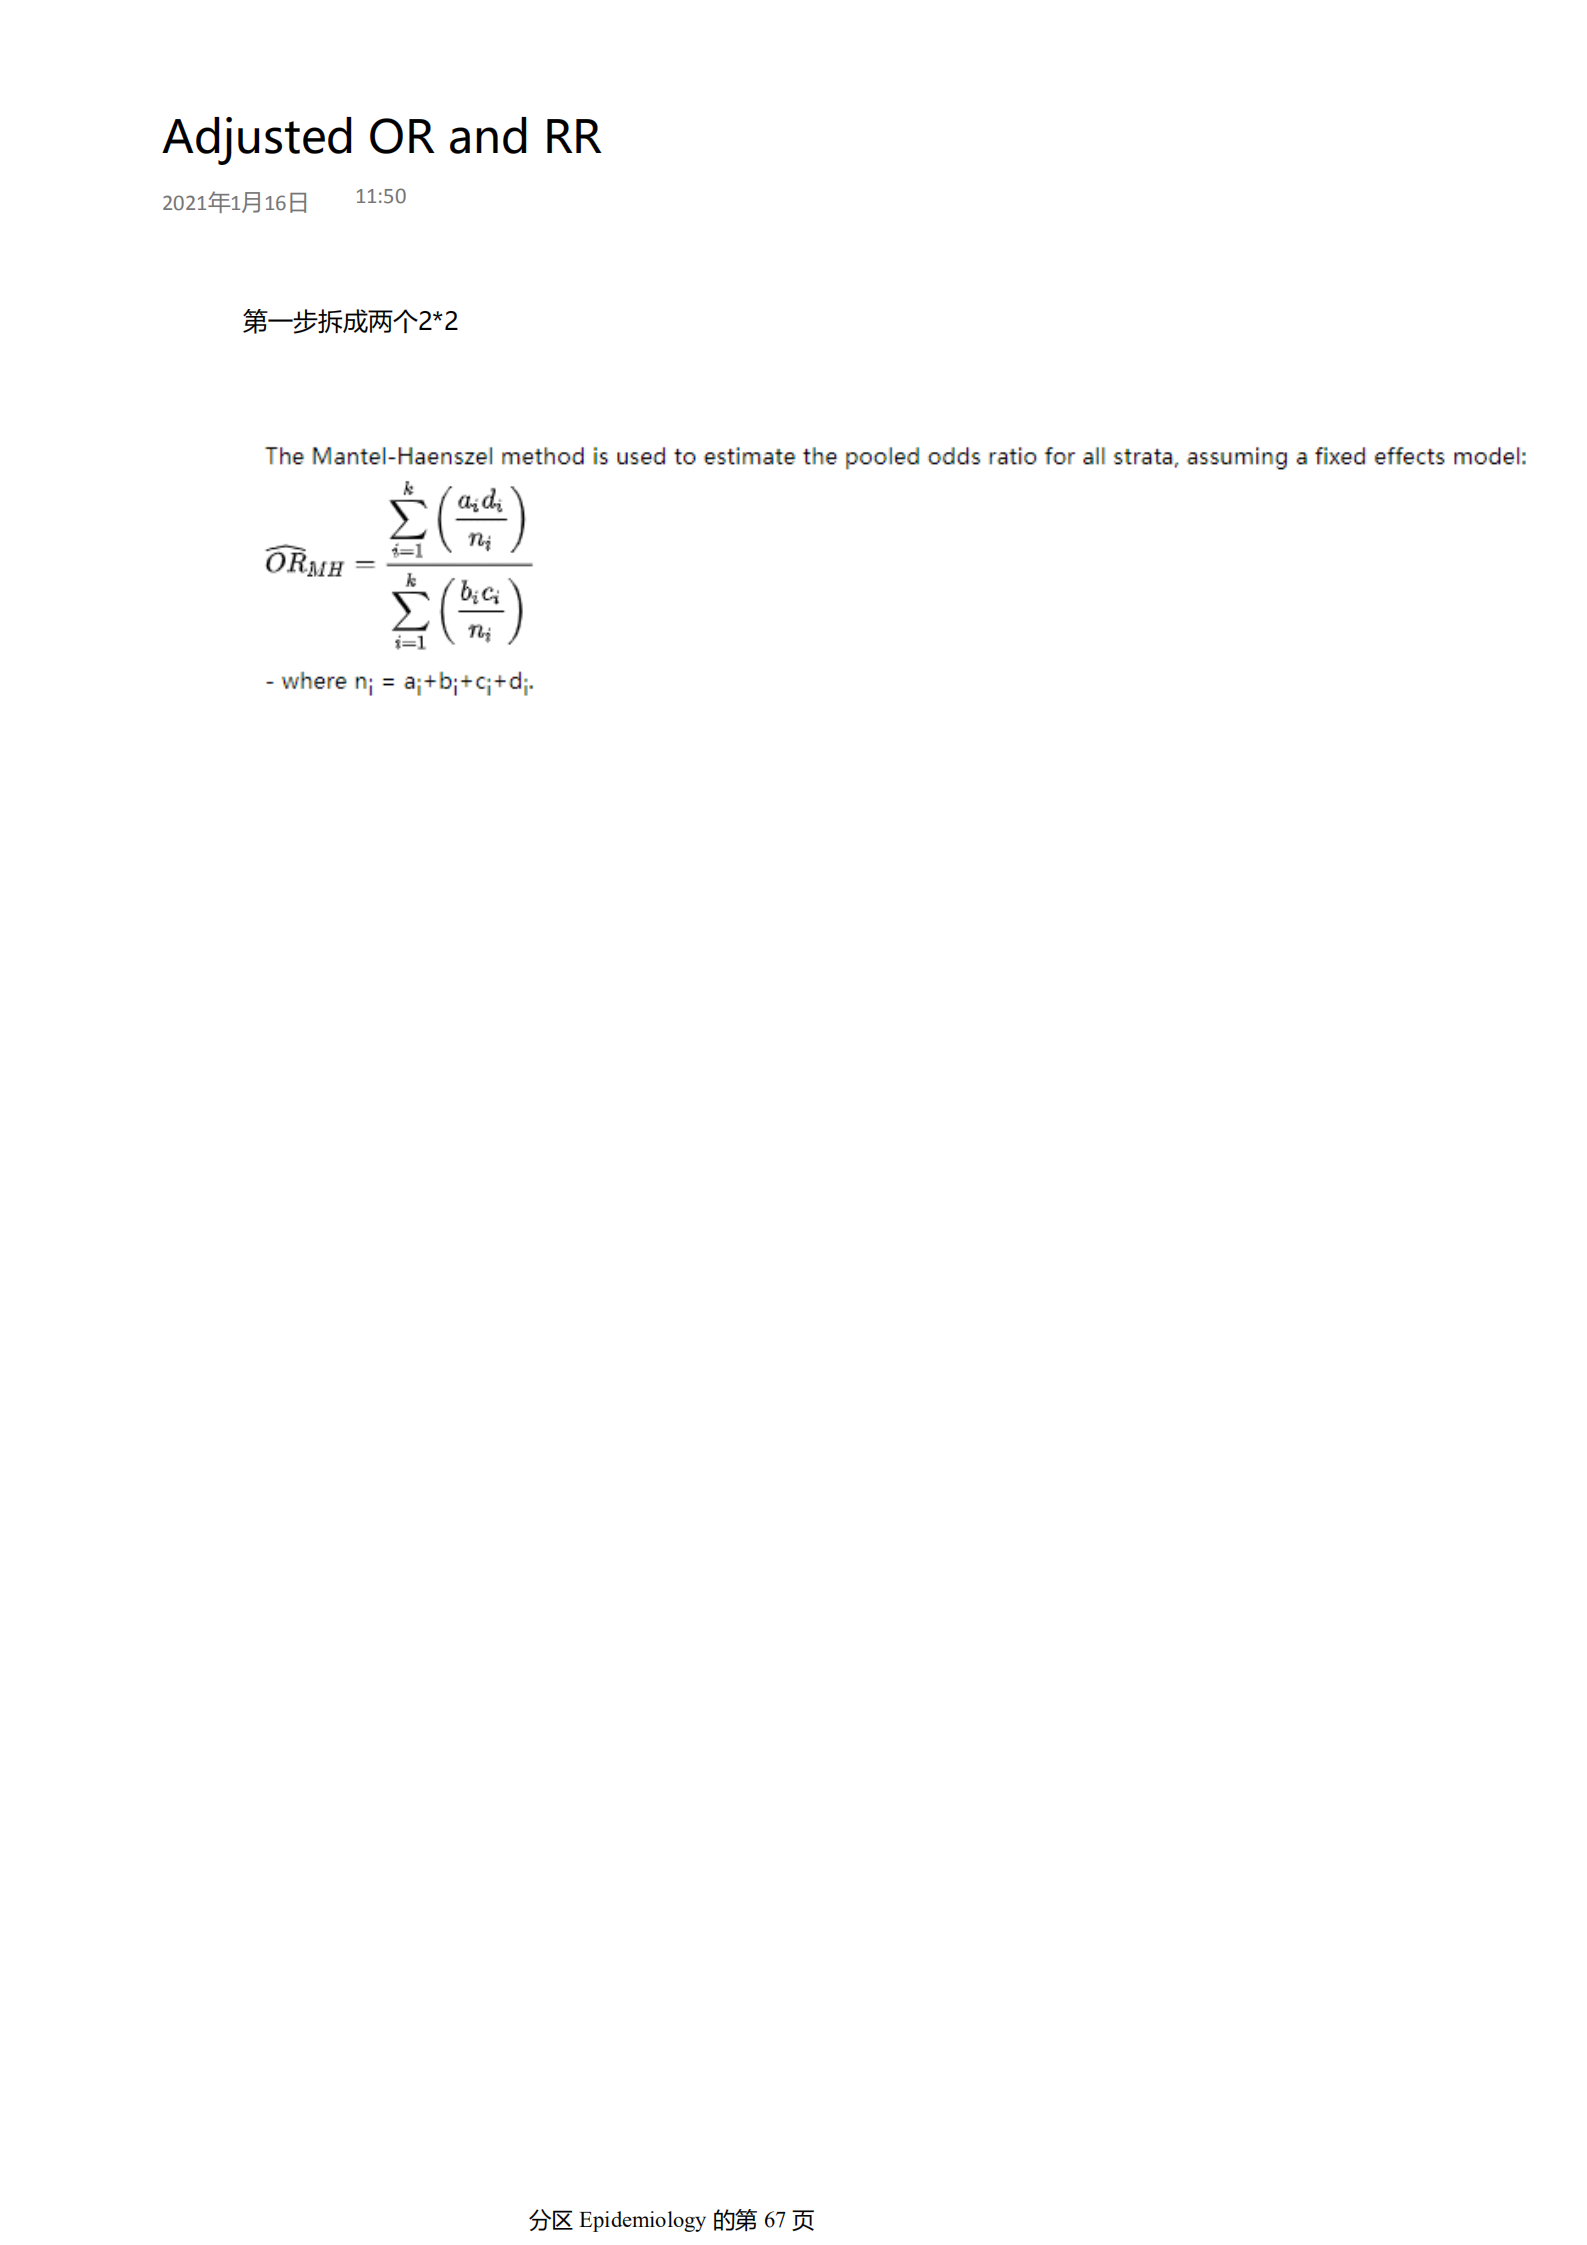 Adjusted OR and RR
2021年1月16日 11:50
第一步拆成两个2*2
The Mantel-Haenszel method is used to estimate the pooled odds ratio for all strata, assuming a fixed effects model:
$\widehat{OR}_{MH} = \frac{\sum_{i=1}^{k} \left( \frac{a_i d_i}{n_i} \right)}{\sum_{i=1}^{k} \left( \frac{b_i c_i}{n_i} \right)}$
- where n_i = a_i+b_i+c_i+d_i.
分区 Epidemiology 的第 67 页